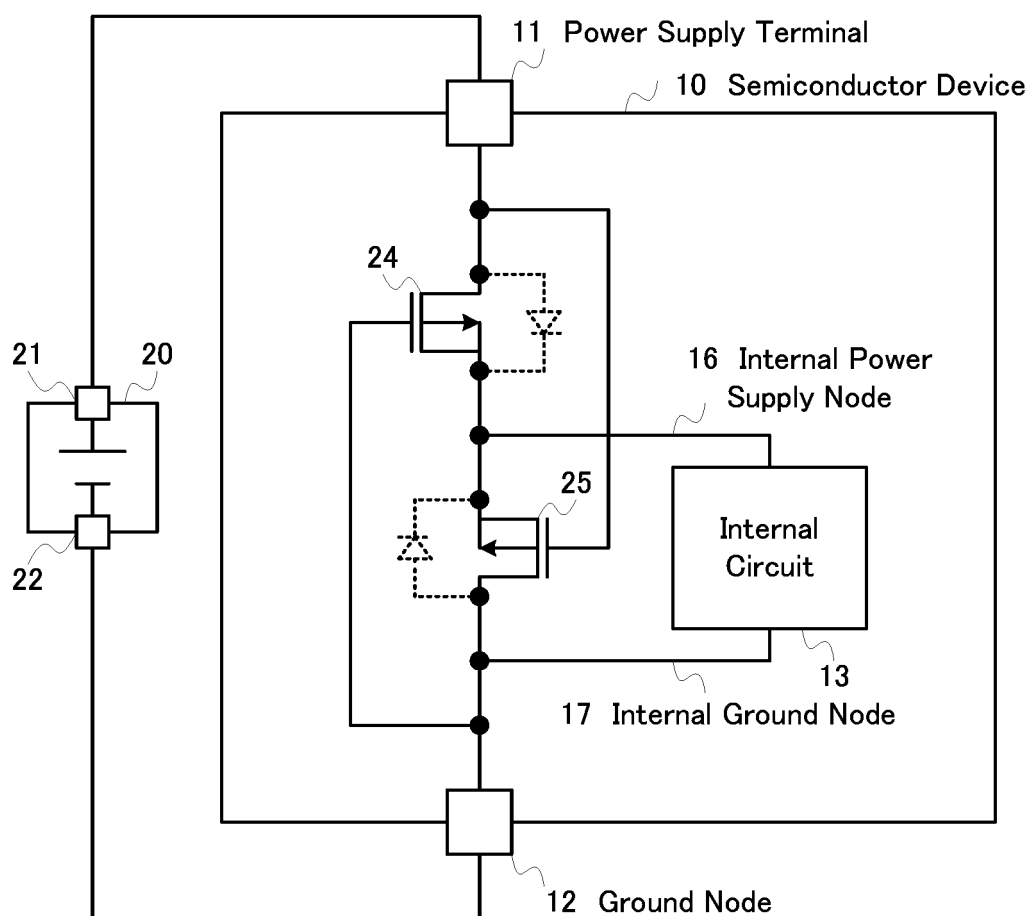 11 Power Supply Terminal
10 Semiconductor Device
24
21
20
16 Internal Power
Supply Node
25
Internal
Circuit
22
13
17 Internal Ground Node
12 Ground Node